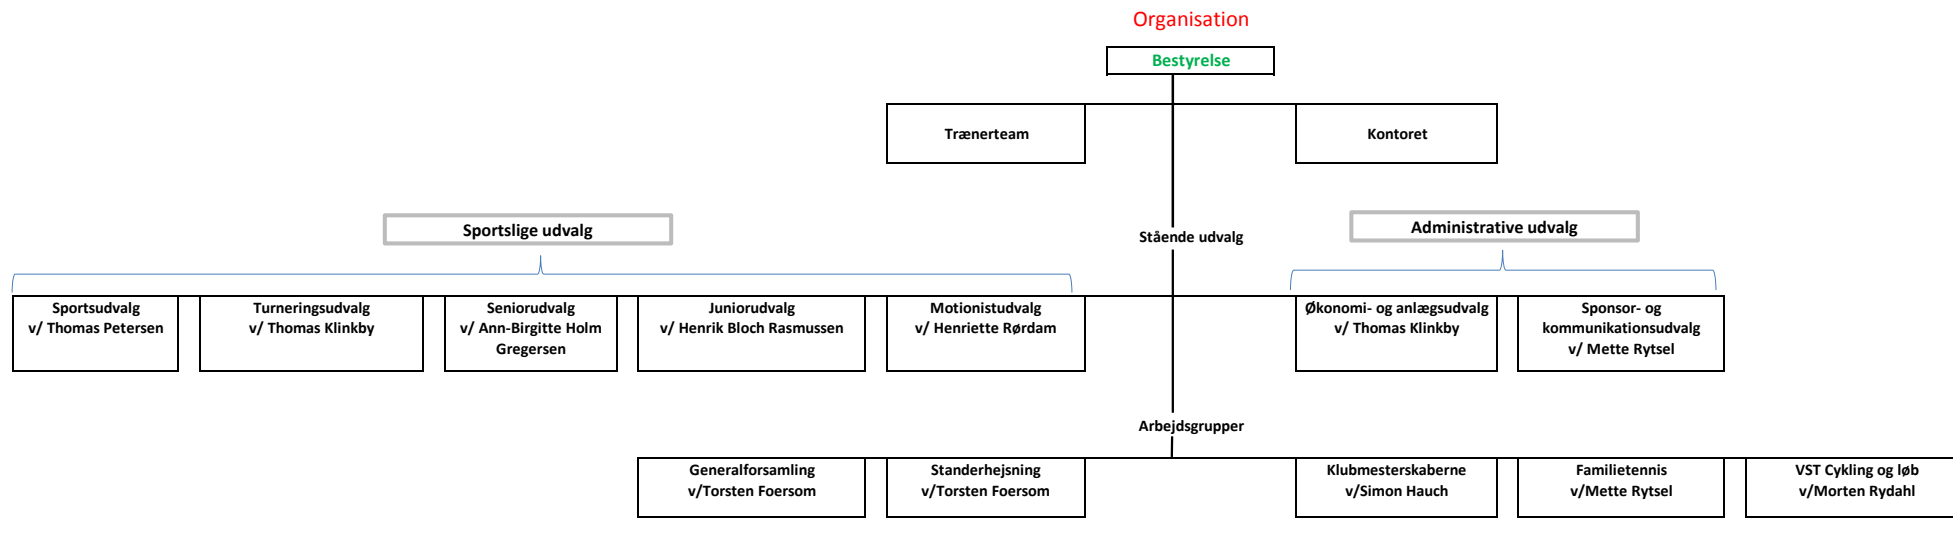 Organisation
Bestyrelse
Trænerteam
Kontoret
Sportslige udvalg
Stående udvalg
Administrative udvalg
Sportsudvalg
v/ Thomas Petersen
Turneringsudvalg
v/ Thomas Klinkby
Seniorudvalg
v/ Ann-Birgitte Holm
Gregersen
Juniorudvalg
v/ Henrik Bloch Rasmussen
Motionistudvalg
v/ Henriette Rørdam
Økonomi- og anlægsudvalg
v/ Thomas Klinkby
Sponsor- og
kommunikationsudvalg
v/ Mette Rytsel
Arbejdsgrupper
Generalforsamling
v/Torsten Foersom
Standerhejsning
v/Torsten Foersom
Klubmesterskaberne
v/Simon Hauch
Familietennis
v/Mette Rytsel
VST Cykling og løb
v/Morten Rydahl